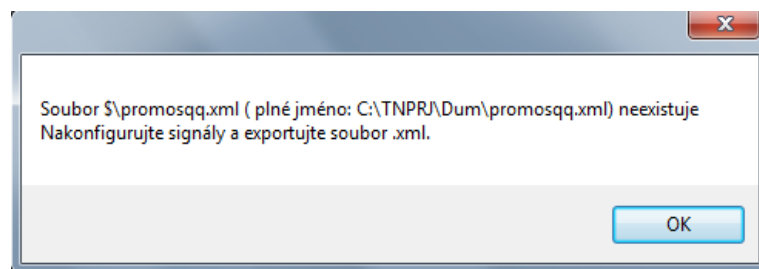 Soubor $\promosqq.xml ( plné jméno: C:\TNPRJ\Dum\promosqq.xml) neexistuje
Nakonfigurujte signály a exportujte soubor .xml.
OK